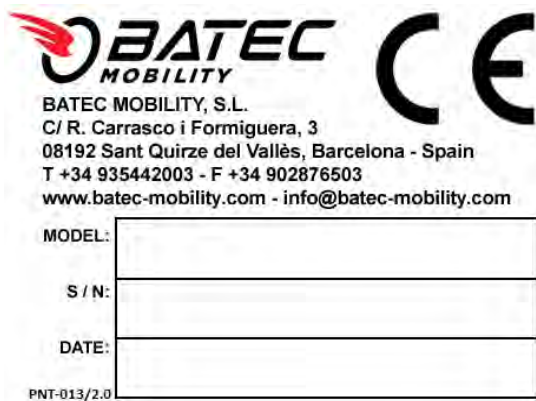 BATEC
MOBILITY
CE
BATEC MOBILITY, S.L.
C/ R. Carrasco i Formiguera, 3
08192 Sant Quirze del Vallès, Barcelona - Spain
T +34 935442003 - F +34 902876503
www.batec-mobility.com - info@batec-mobility.com
MODEL:
S / N:
DATE:
PNT-013/2.0